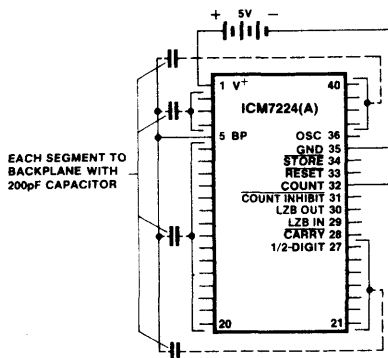 + 5V −
1 V+ 40
ICM7224(A)
5 BP OSC 36
GND 35
STORE 34
RESET 33
COUNT 32
COUNT INHIBIT 31
LZB OUT 30
LZB IN 29
CARRY 28
1/2-DIGIT 27
20 21
EACH SEGMENT TO
BACKPLANE WITH
200pF CAPACITOR